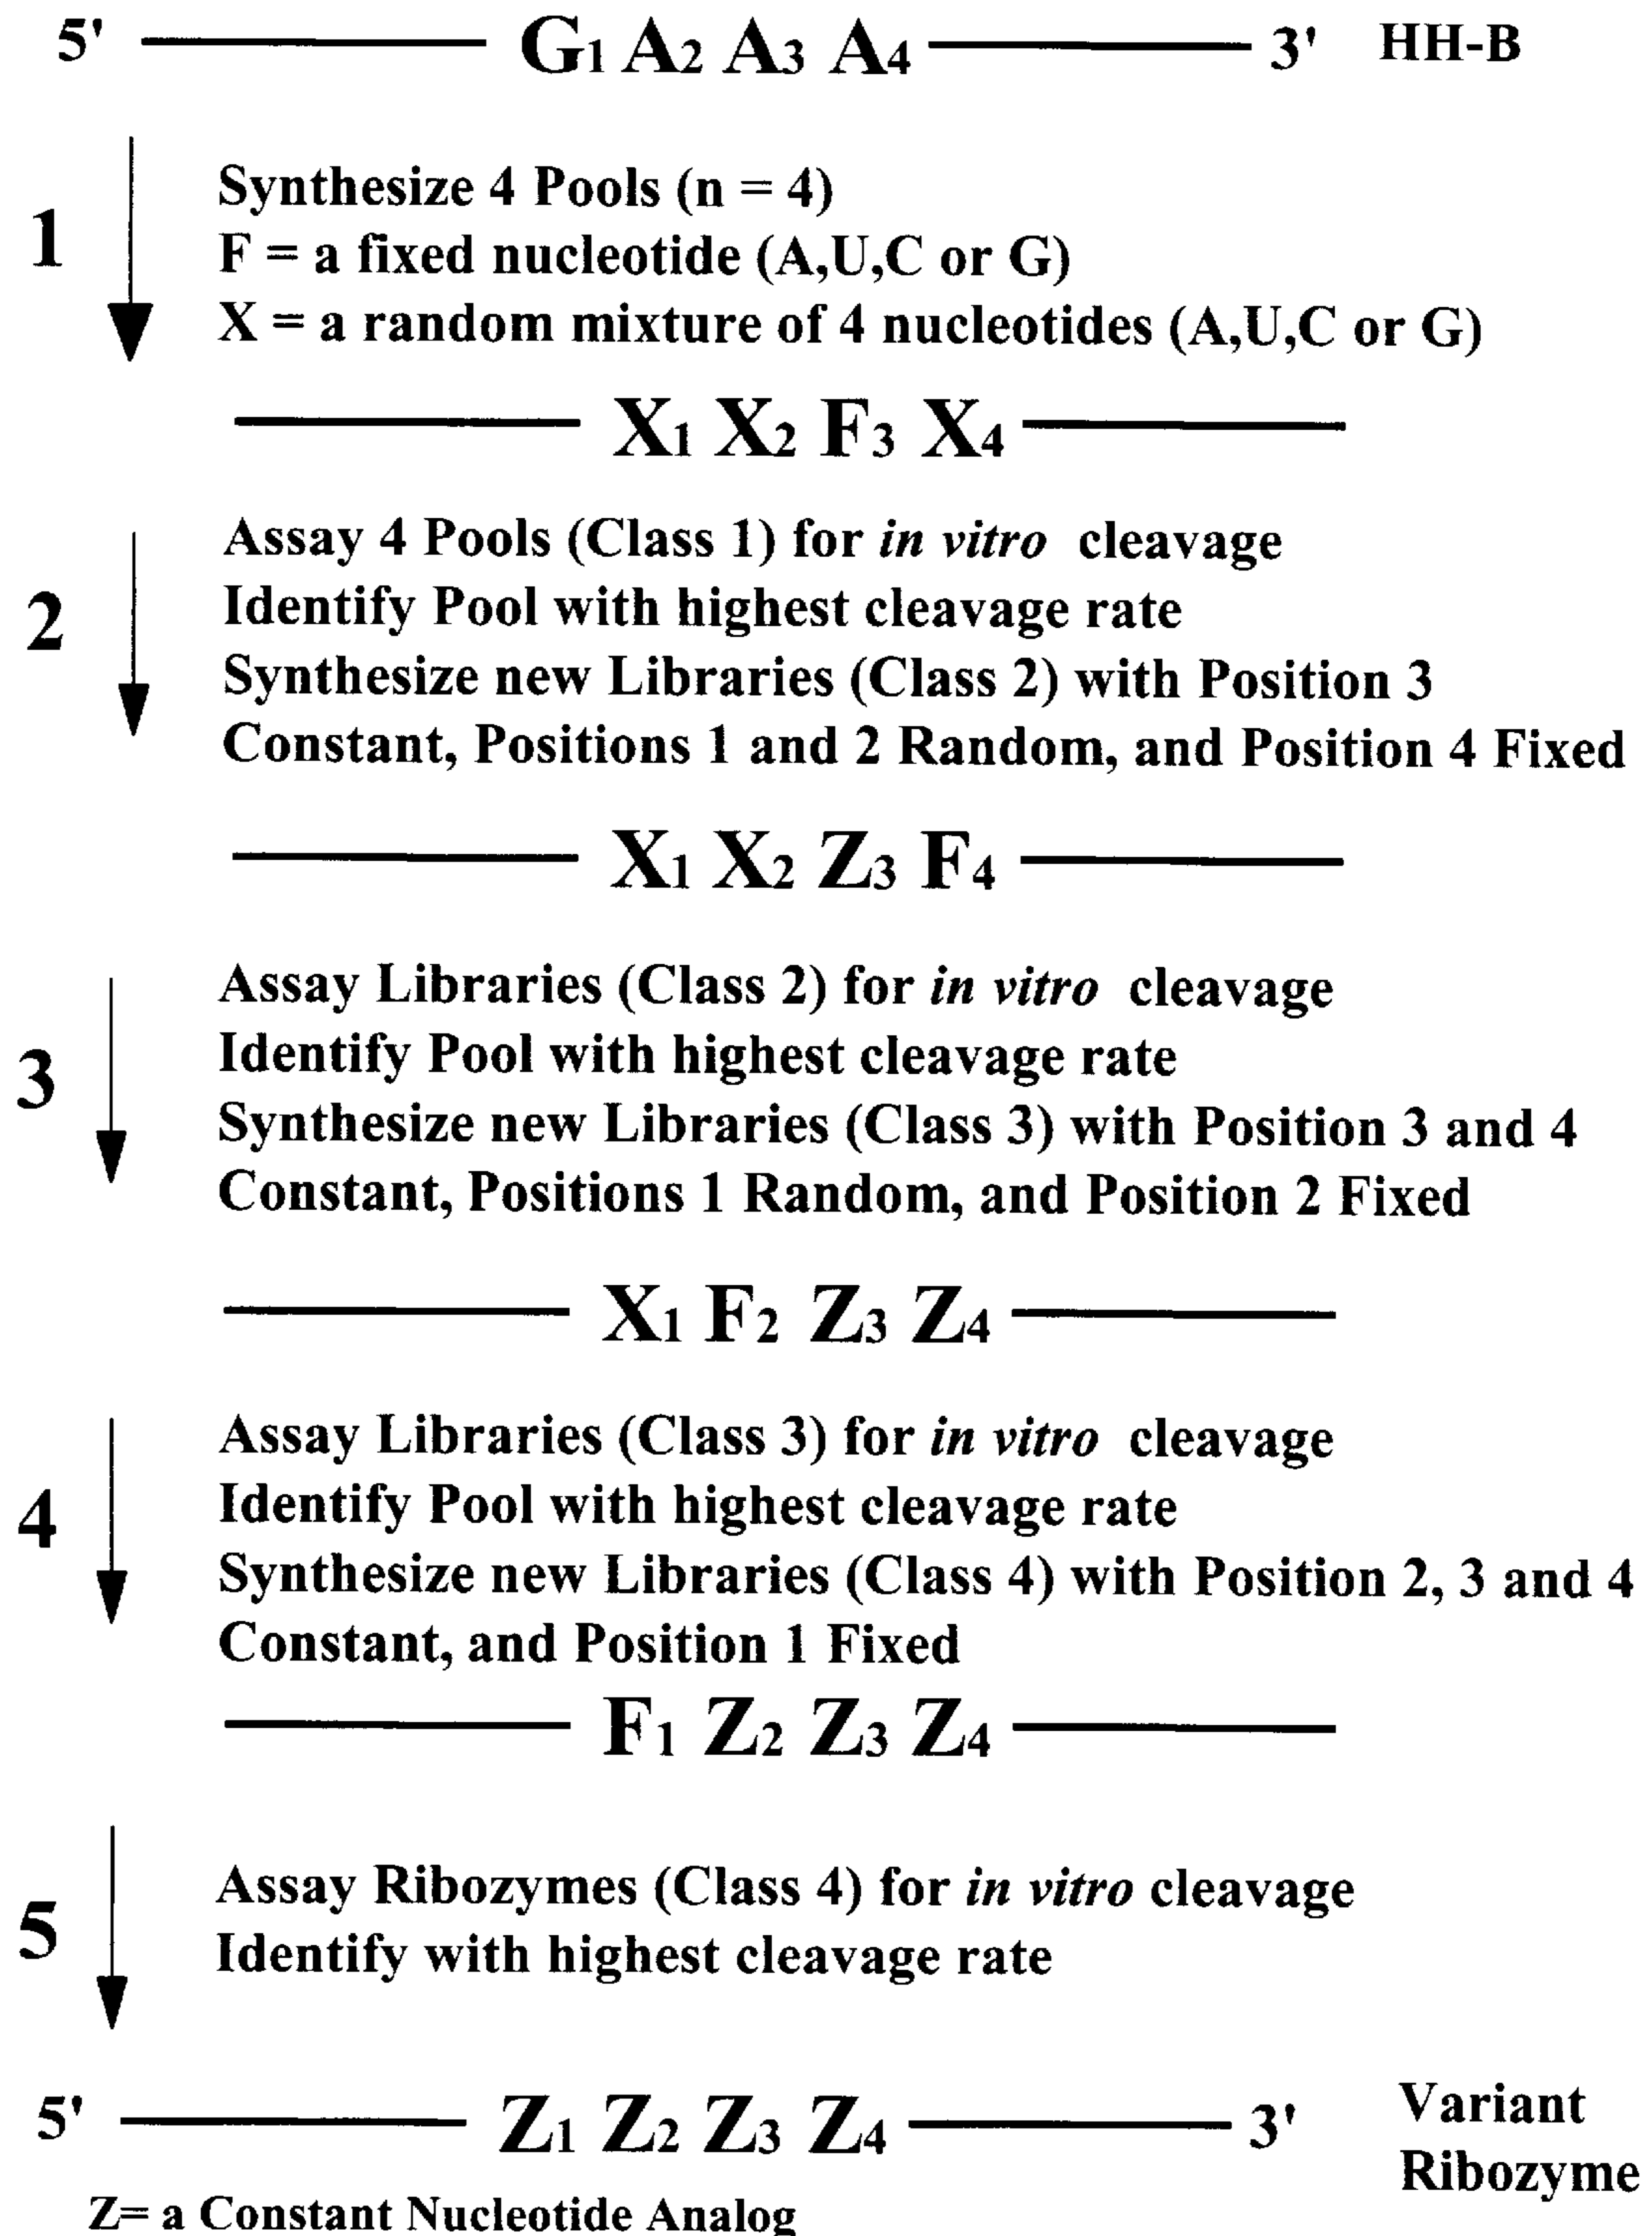 5' G1 A2 A3 A4 3' HH-B
1
Synthesize 4 Pools (n = 4)
F = a fixed nucleotide (A,U,C or G)
X = a random mixture of 4 nucleotides (A,U,C or G)
X1 X2 F3 X4
2
Assay 4 Pools (Class 1) for in vitro cleavage
Identify Pool with highest cleavage rate
Synthesize new Libraries (Class 2) with Position 3
Constant, Positions 1 and 2 Random, and Position 4 Fixed
X1 X2 Z3 F4
3
Assay Libraries (Class 2) for in vitro cleavage
Identify Pool with highest cleavage rate
Synthesize new Libraries (Class 3) with Position 3 and 4
Constant, Positions 1 Random, and Position 2 Fixed
X1 F2 Z3 Z4
4
Assay Libraries (Class 3) for in vitro cleavage
Identify Pool with highest cleavage rate
Synthesize new Libraries (Class 4) with Position 2, 3 and 4
Constant, and Position 1 Fixed
F1 Z2 Z3 Z4
5
Assay Ribozymes (Class 4) for in vitro cleavage
Identify with highest cleavage rate
5' Z1 Z2 Z3 Z4 3'
Variant
Ribozyme
Z= a Constant Nucleotide Analog